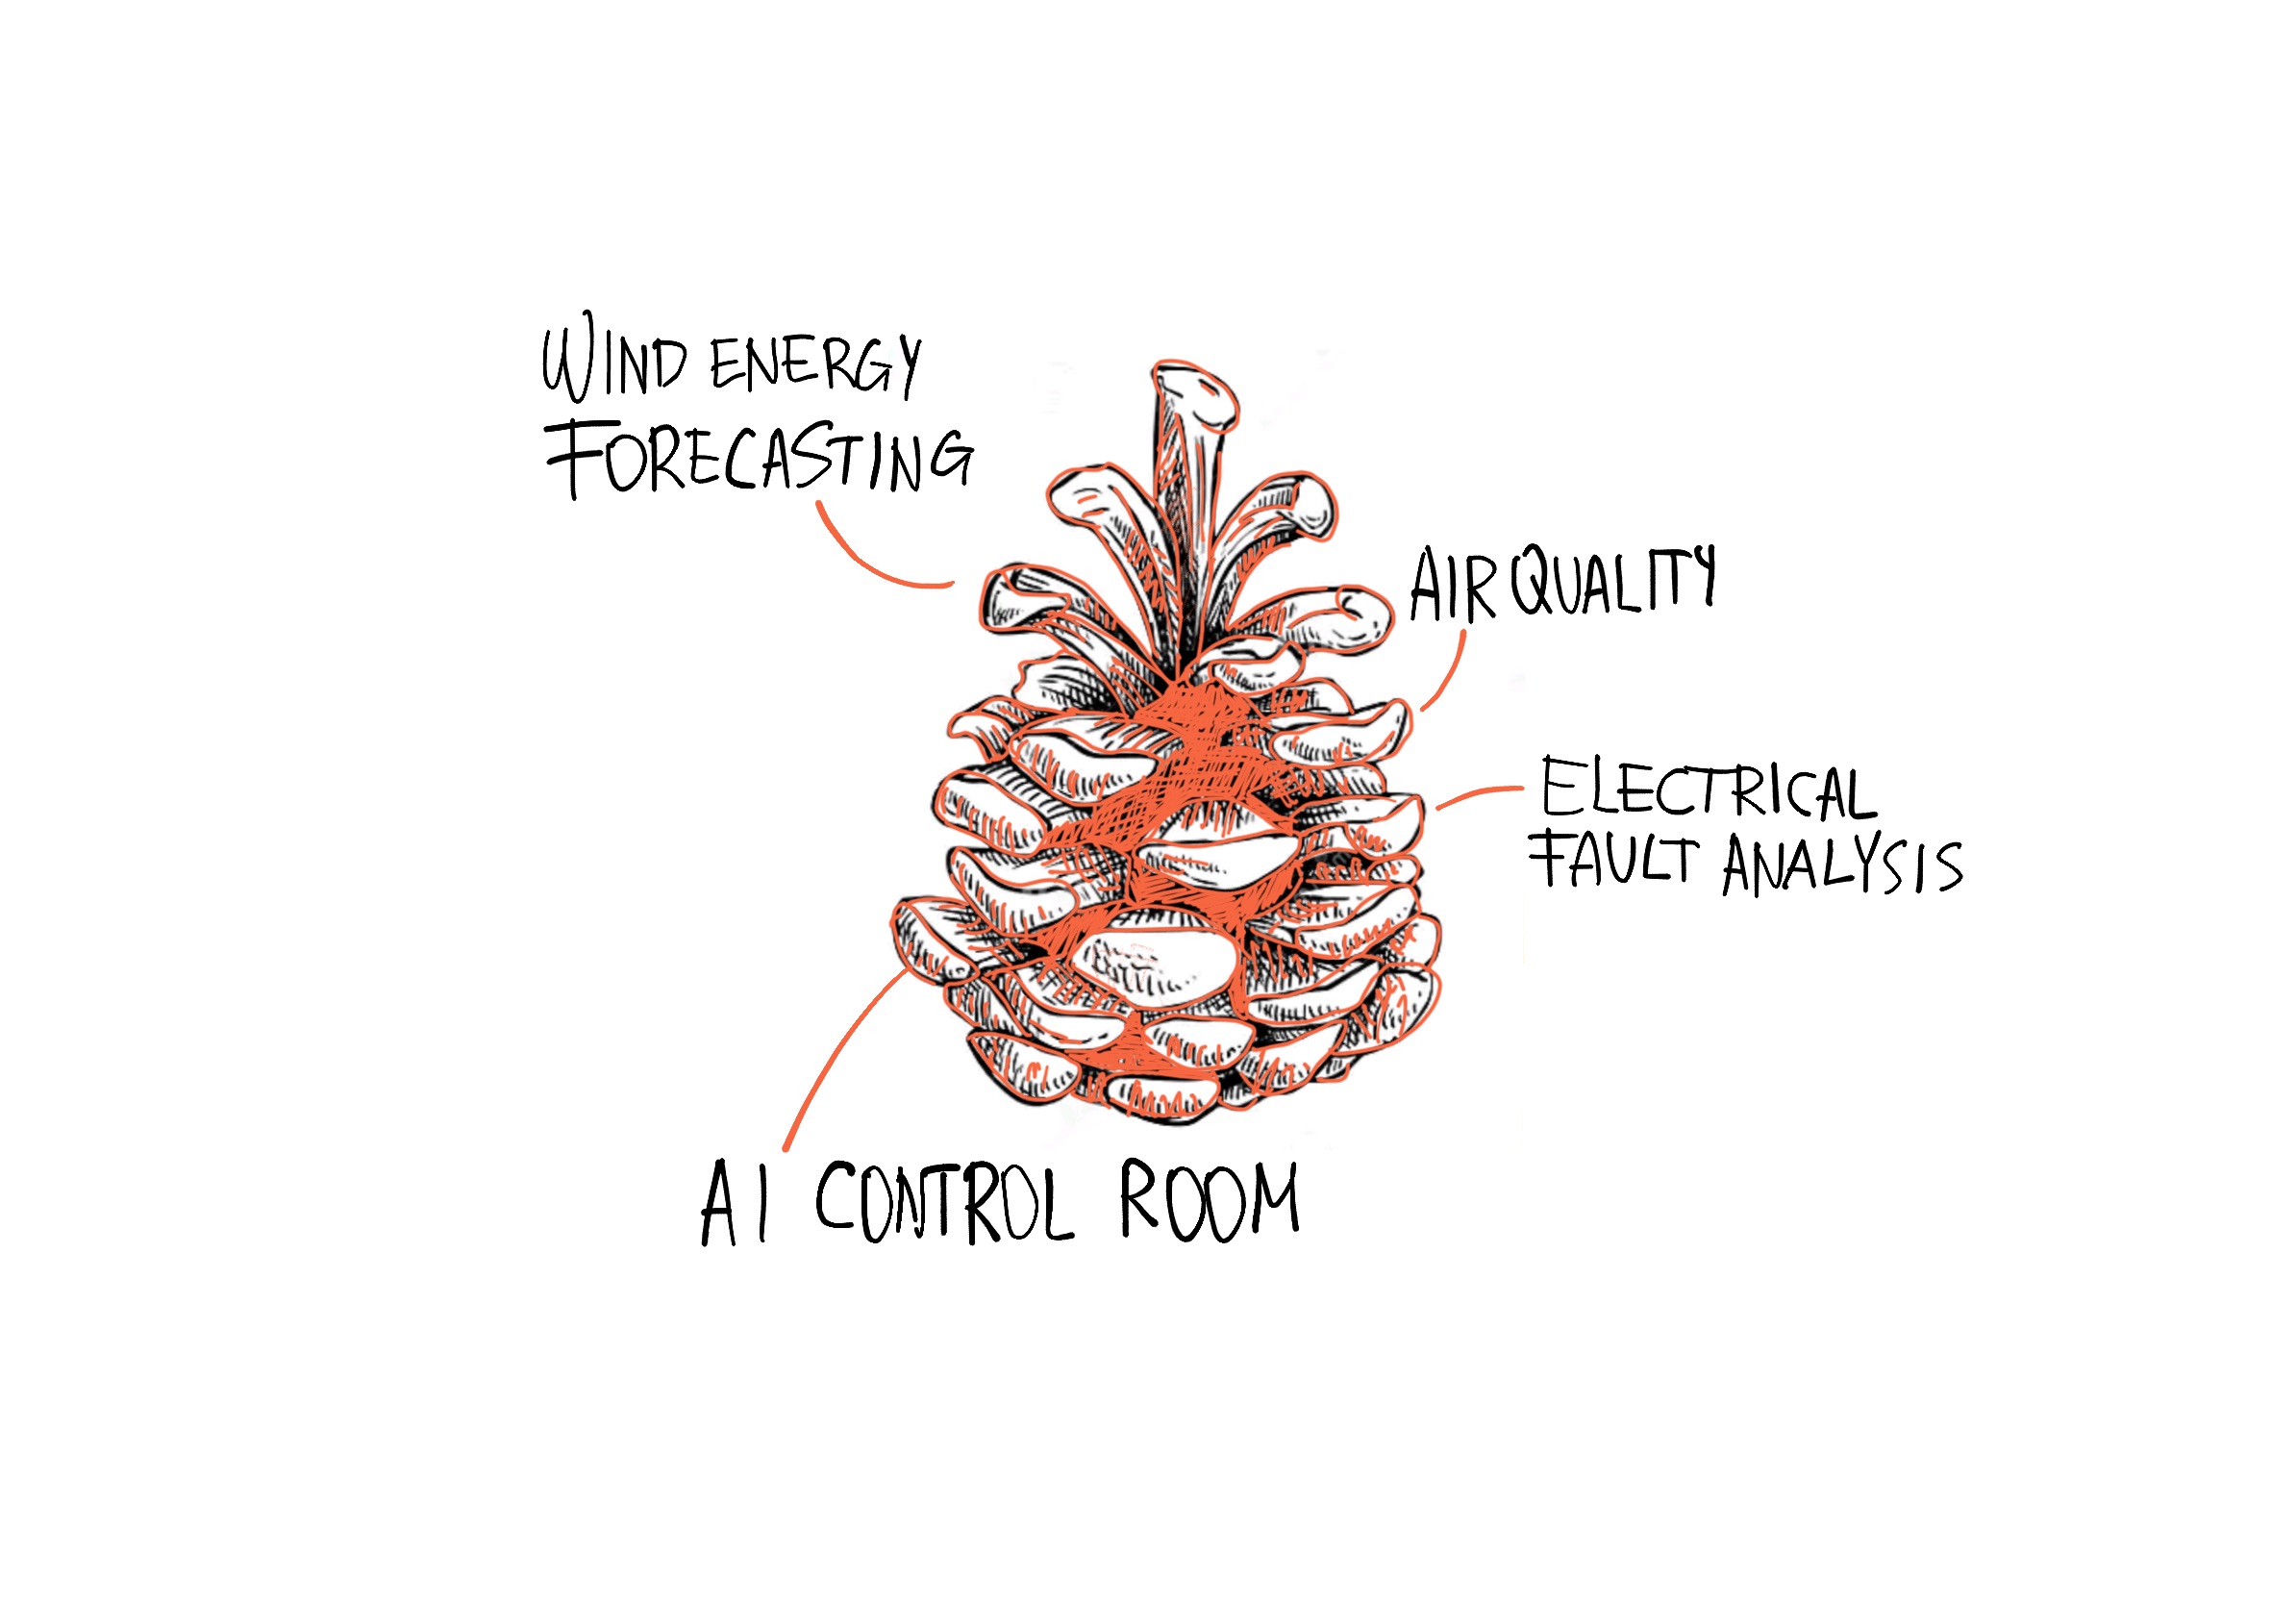 WIND ENERGY
FORECASTING
AIR QUALITY
ELECTRICAL
FAULT ANALYSIS
AI CONTROL ROOM